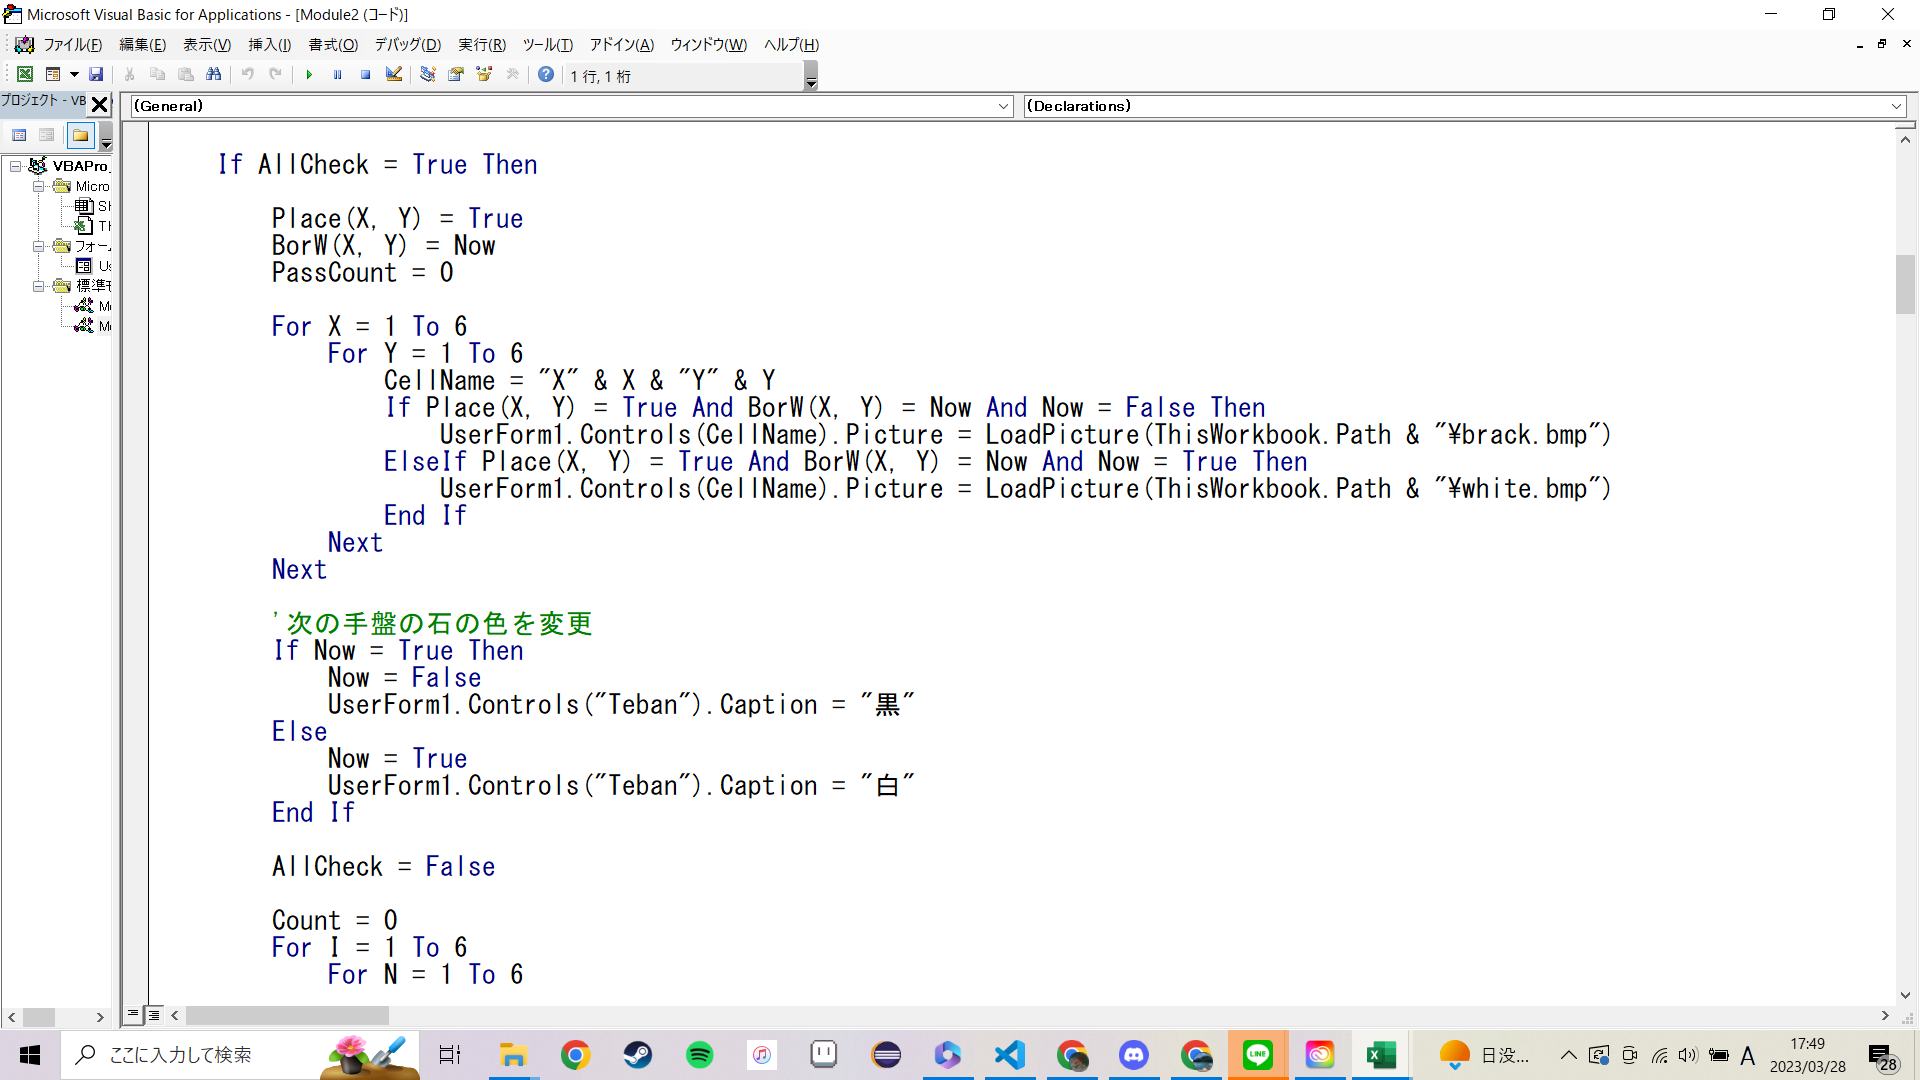 Microsoft Visual Basic for Applications - [Module2 (コード)]
ファイル(F) 編集(E) 表示(V) 挿入(I) 書式(O) デバッグ(D) 実行(R) ツール(T) アドイン(A) ウィンドウ(W) ヘルプ(H)
1 行, 1 桁
プロジェクト - VB
(General) (Declarations)
VBAPro
Micro
Sh
Th
フォー
Us
標準
Mo
Mo
If AllCheck = True Then
Place(X, Y) = True
BorW(X, Y) = Now
PassCount = 0
For X = 1 To 6
For Y = 1 To 6
CellName = "X" & X & "Y" & Y
If Place(X, Y) = True And BorW(X, Y) = Now And Now = False Then
UserForm1.Controls(CellName).Picture = LoadPicture(ThisWorkbook.Path & "¥brack.bmp")
ElseIf Place(X, Y) = True And BorW(X, Y) = Now And Now = True Then
UserForm1.Controls(CellName).Picture = LoadPicture(ThisWorkbook.Path & "¥white.bmp")
End If
Next
Next
'次の手盤の石の色を変更
If Now = True Then
Now = False
UserForm1.Controls("Teban").Caption = "黒"
Else
Now = True
UserForm1.Controls("Teban").Caption = "白"
End If
AllCheck = False
Count = 0
For I = 1 To 6
For N = 1 To 6
ここに入力して検索
LINE
日没...
A
17:49
2023/03/28
28